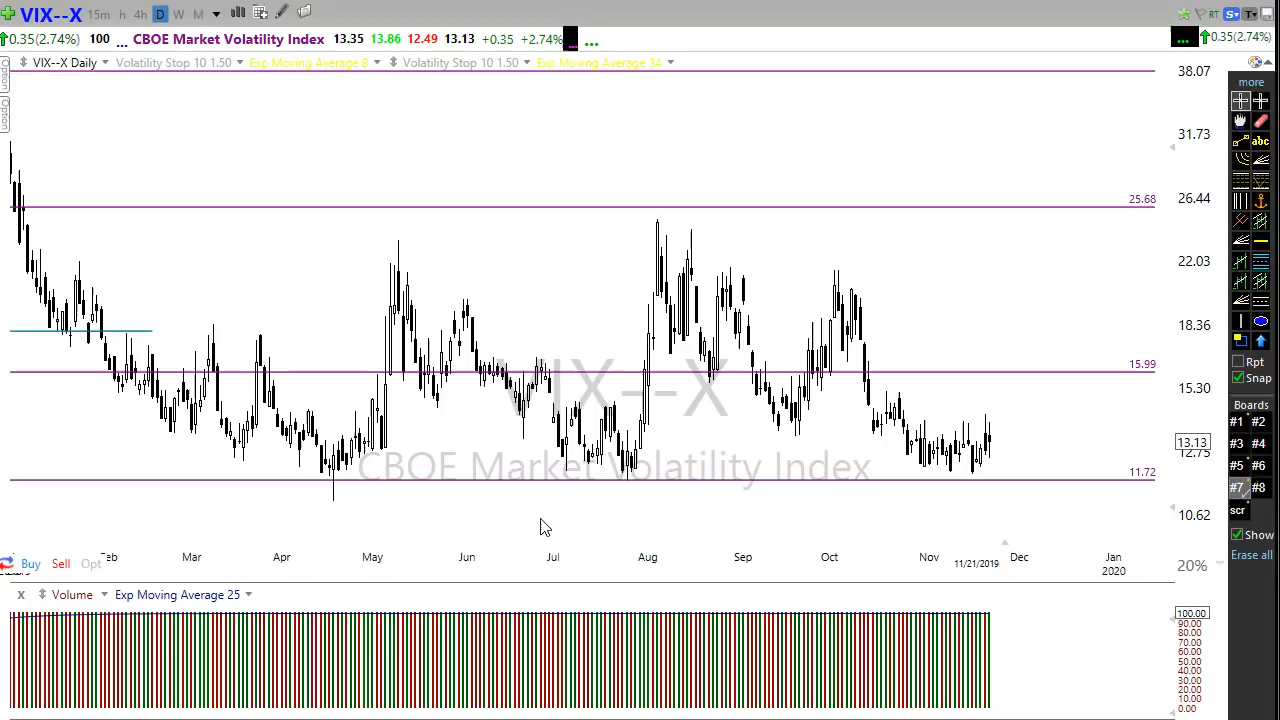 VIX--X 15m h 4h D W M RT S T
0.35(2.74%) 100 ... CBOE Market Volatility Index 13.35 13.86 12.49 13.13 +0.35 +2.74% ... ... ... 0.35(2.74%)
VIX--X Daily Volatility Stop 10 1.50 Exp Moving Average 8 Volatility Stop 10 1.50 Exp Moving Average 34
Option
Option
38.07
31.73
25.68
26.44
22.03
18.36
15.99
15.30
13.13
12.75
11.72
10.62
VIX--X
CBOE Market Volatility Index
Mar Apr May Jun Jul Aug Sep Oct Nov 11/21/2019 Dec Jan
2020
Buy Sell Opt 20%
x Volume Exp Moving Average 25
100.00
90.00
80.00
70.00
60.00
50.00
40.00
30.00
20.00
10.00
0.00
more
abc
Rpt
Snap
Boards
#1 #2
#3 #4
#5 #6
#7 #8
scr
Show
Erase all